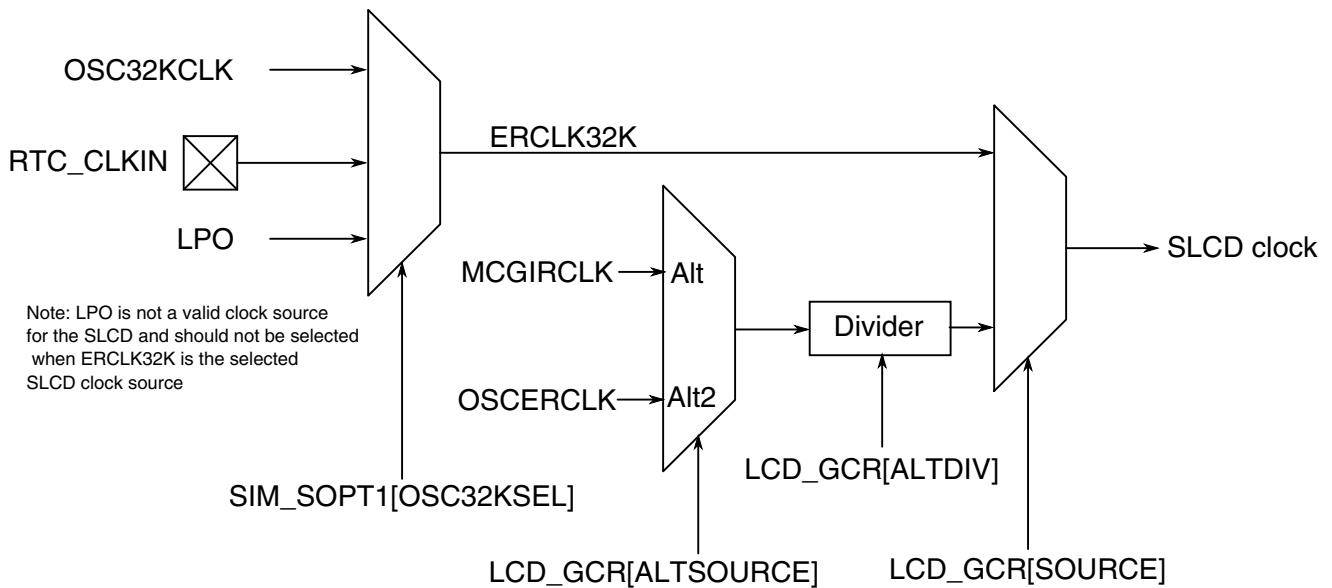 OSC32KCLK
RTC_CLKIN
LPO
ERCLK32K
MCGIRCLK
Alt
OSCERCLK
Alt2
Divider
SLCD clock
Note: LPO is not a valid clock source
for the SLCD and should not be selected
when ERCLK32K is the selected
SLCD clock source
SIM_SOPT1[OSC32KSEL]
LCD_GCR[ALTDIV]
LCD_GCR[ALTSOURCE]
LCD_GCR[SOURCE]